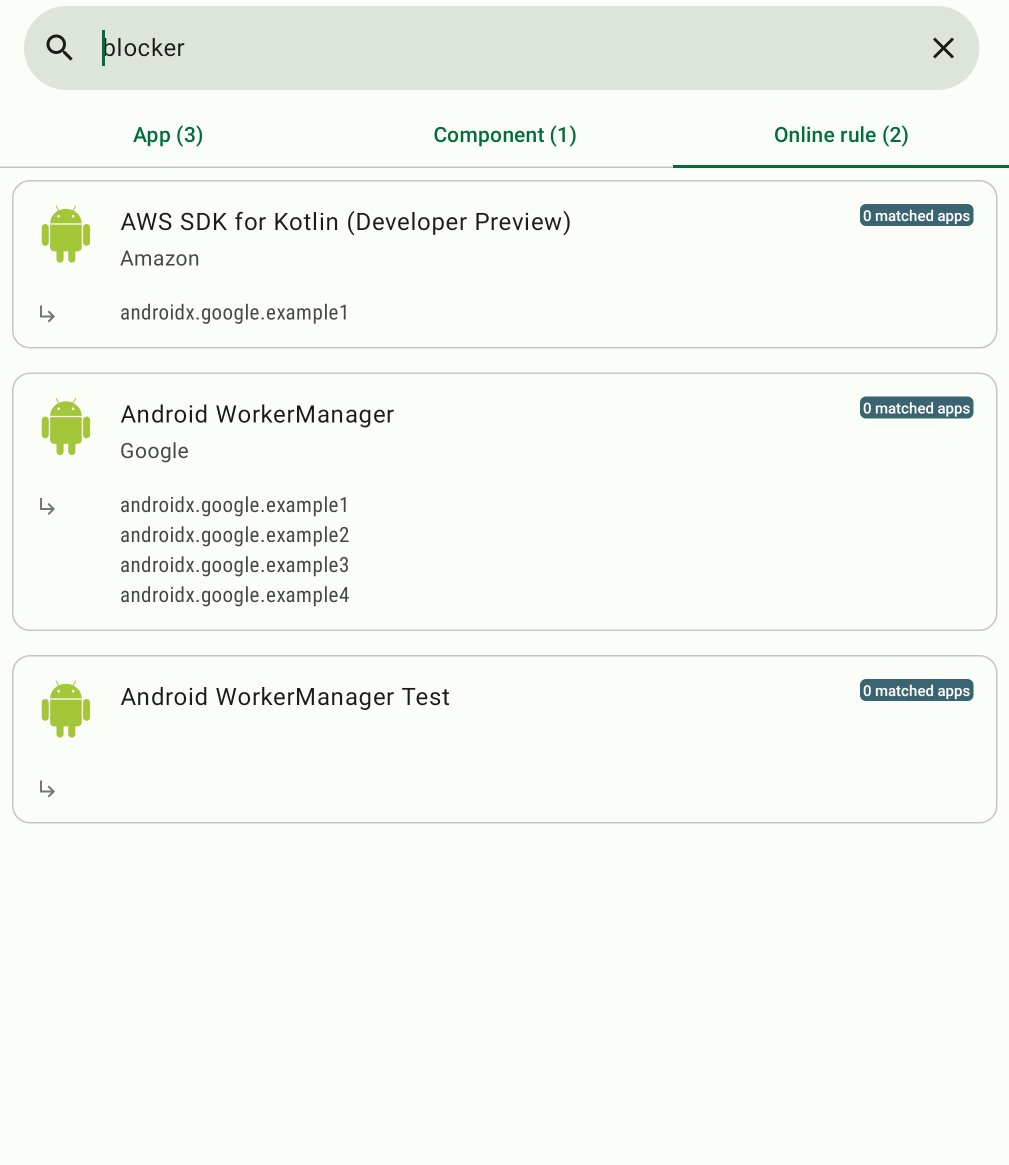 blocker
App (3)
Component (1)
Online rule (2)
AWS SDK for Kotlin (Developer Preview)
0 matched apps
Amazon
androidx.google.example1
Android WorkerManager
0 matched apps
Google
androidx.google.example1
androidx.google.example2
androidx.google.example3
androidx.google.example4
Android WorkerManager Test
0 matched apps